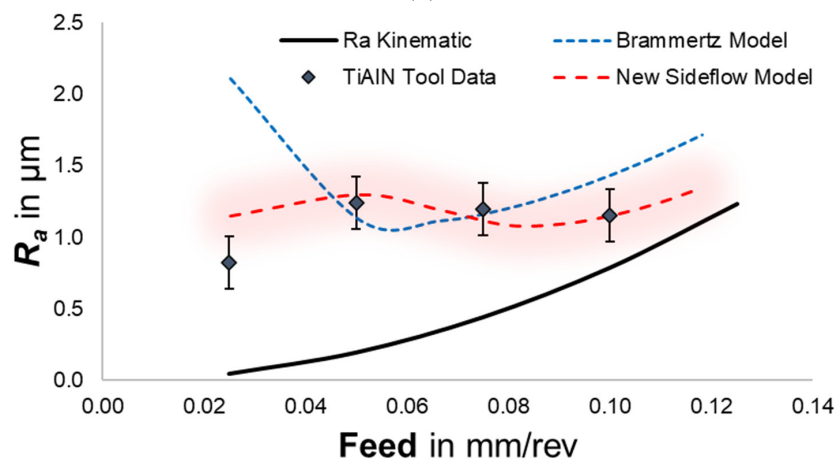 2.5
Ra Kinematic
Brammertz Model
TiAlN Tool Data
New Sideflow Model
2.0
1.5
1.0
0.5
0.0
Ra in µm
0.00 0.02 0.04 0.06 0.08 0.10 0.12 0.14
Feed in mm/rev